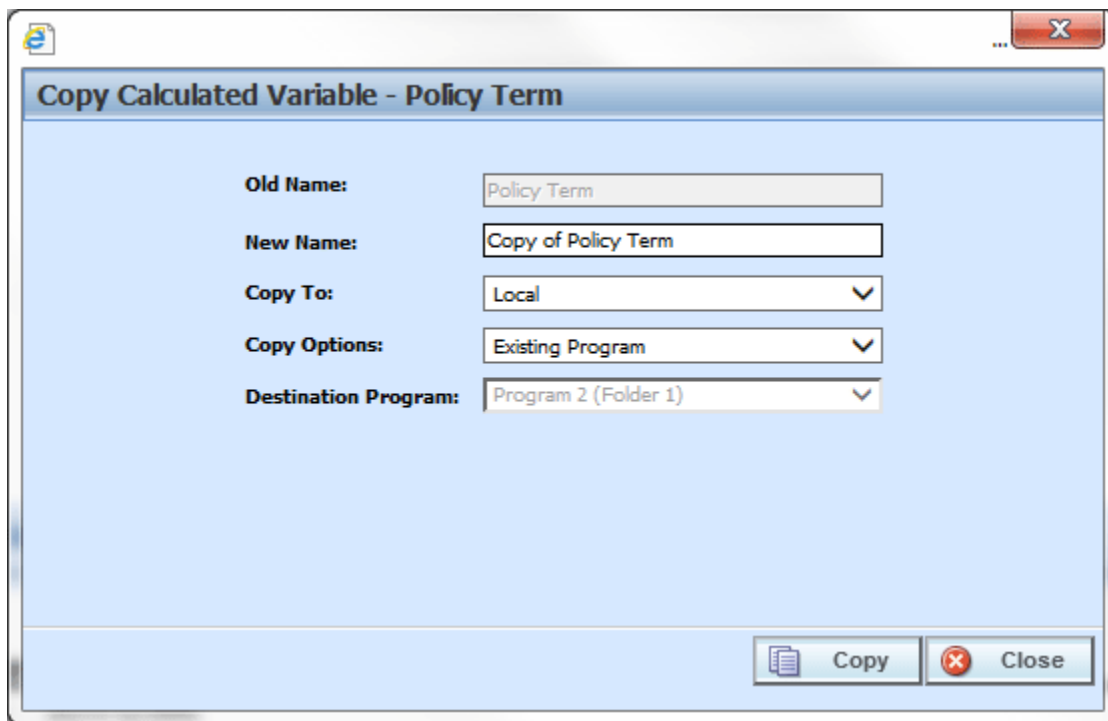 ...
Copy Calculated Variable - Policy Term
Old Name: Policy Term
New Name: Copy of Policy Term
Copy To: Local
Copy Options: Existing Program
Destination Program: Program 2 (Folder 1)
Copy Close